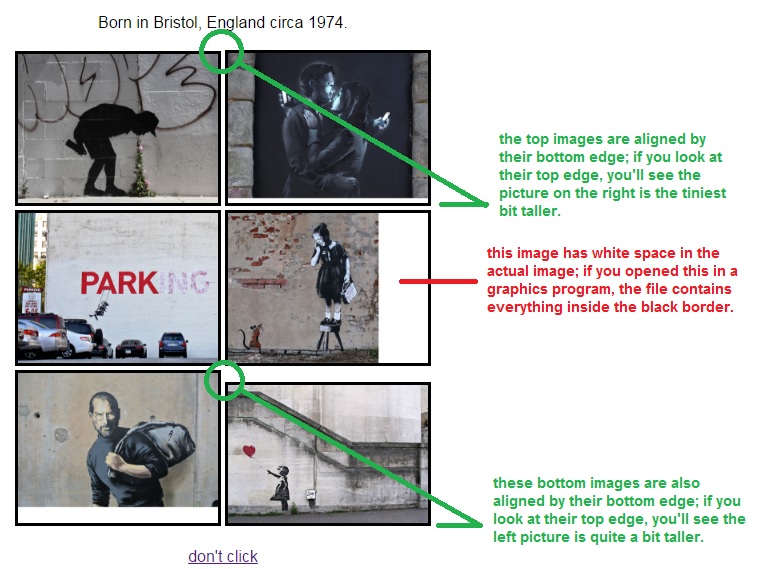 Born in Bristol, England circa 1974.
the top images are aligned by
their bottom edge; if you look at
their top edge, you'll see the
picture on the right is the tiniest
bit taller.
PARKING
this image has white space in the
actual image; if you opened this in a
graphics program, the file contains
everything inside the black border.
these bottom images are also
aligned by their bottom edge; if you
look at their top edge, you'll see the
left picture is quite a bit taller.
don't click